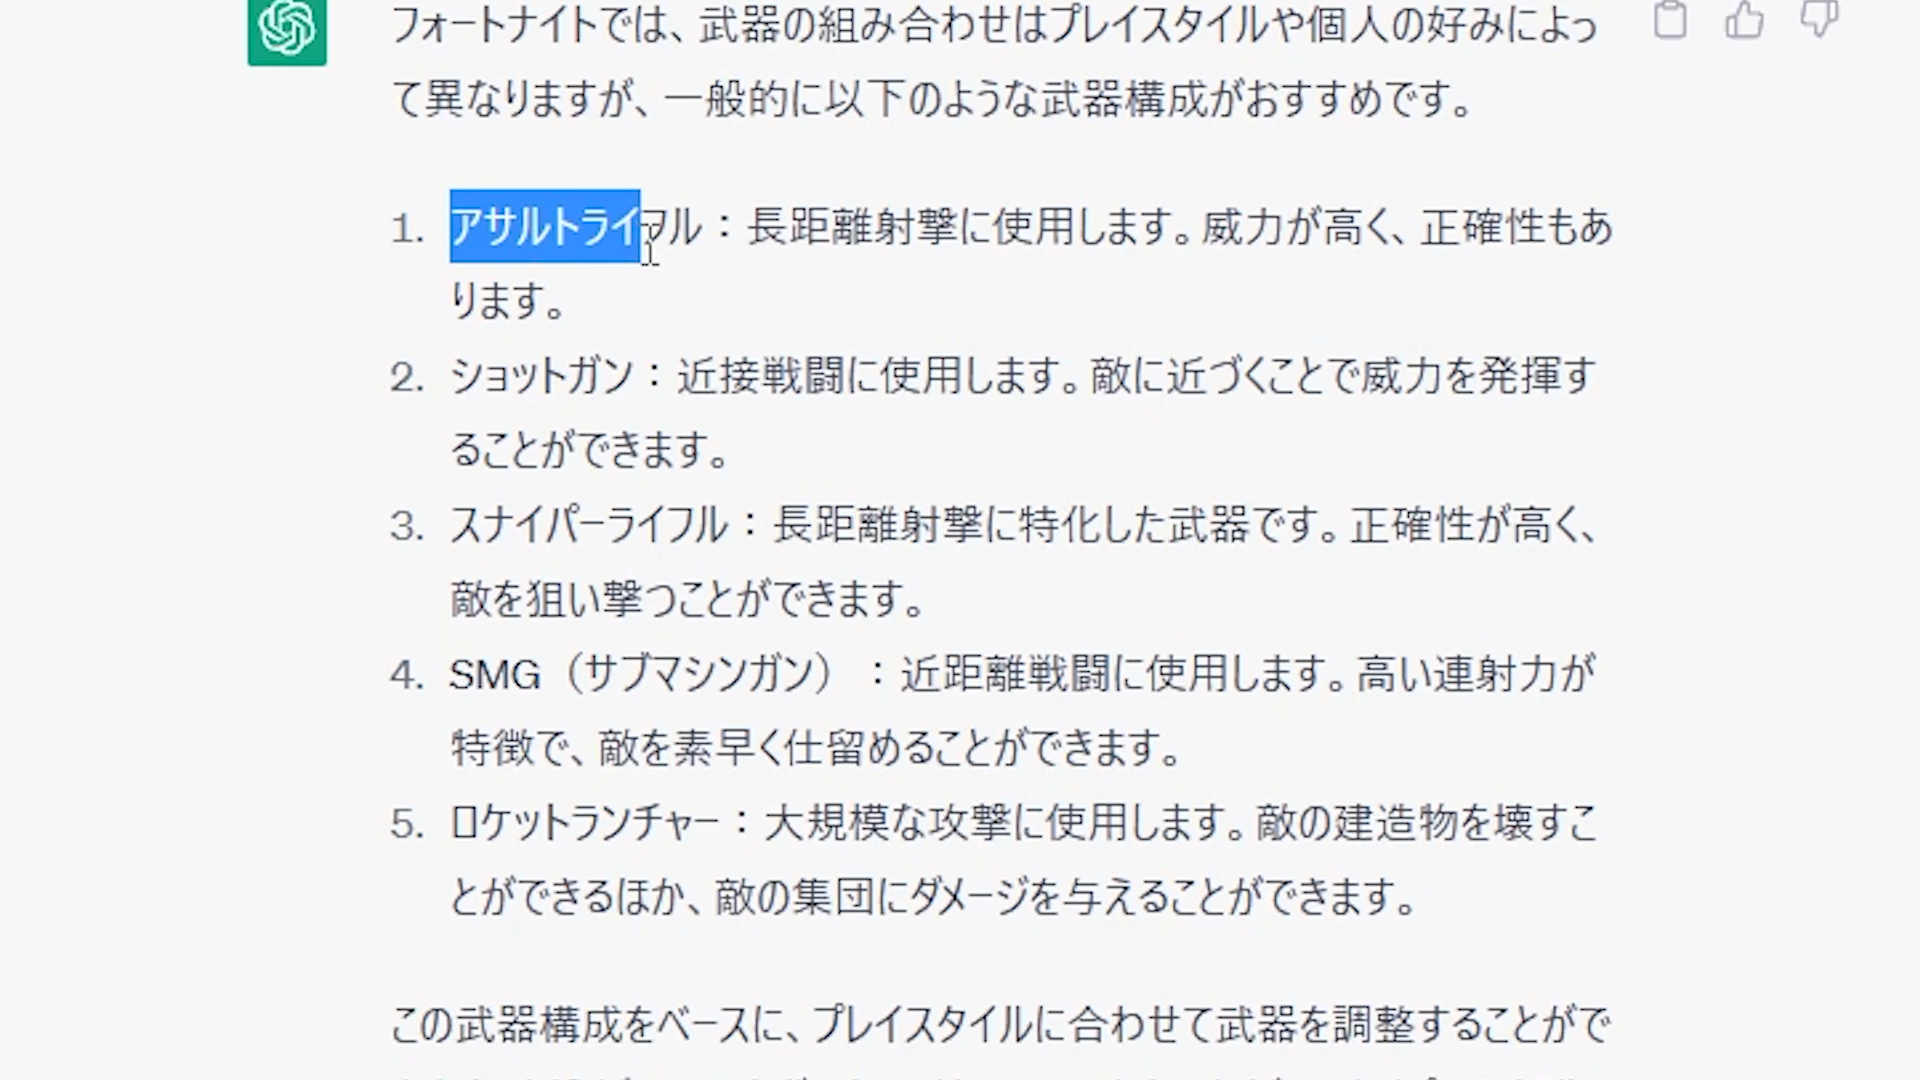 フォートナイトでは、武器の組み合わせはプレイスタイルや個人の好みによっ
て異なりますが、一般的に以下のような武器構成がおすすめです。
1. アサルトライフル：長距離射撃に使用します。威力が高く、正確性もあ
ります。
2. ショットガン：近接戦闘に使用します。敵に近づくことで威力を発揮す
ることができます。
3. スナイパーライフル：長距離射撃に特化した武器です。正確性が高く、
敵を狙い撃つことができます。
4. SMG（サブマシンガン）：近距離戦闘に使用します。高い連射力が
特徴で、敵を素早く仕留めることができます。
5. ロケットランチャー：大規模な攻撃に使用します。敵の建造物を壊すこ
とができるほか、敵の集団にダメージを与えることができます。
この武器構成をベースに、プレイスタイルに合わせて武器を調整することがで